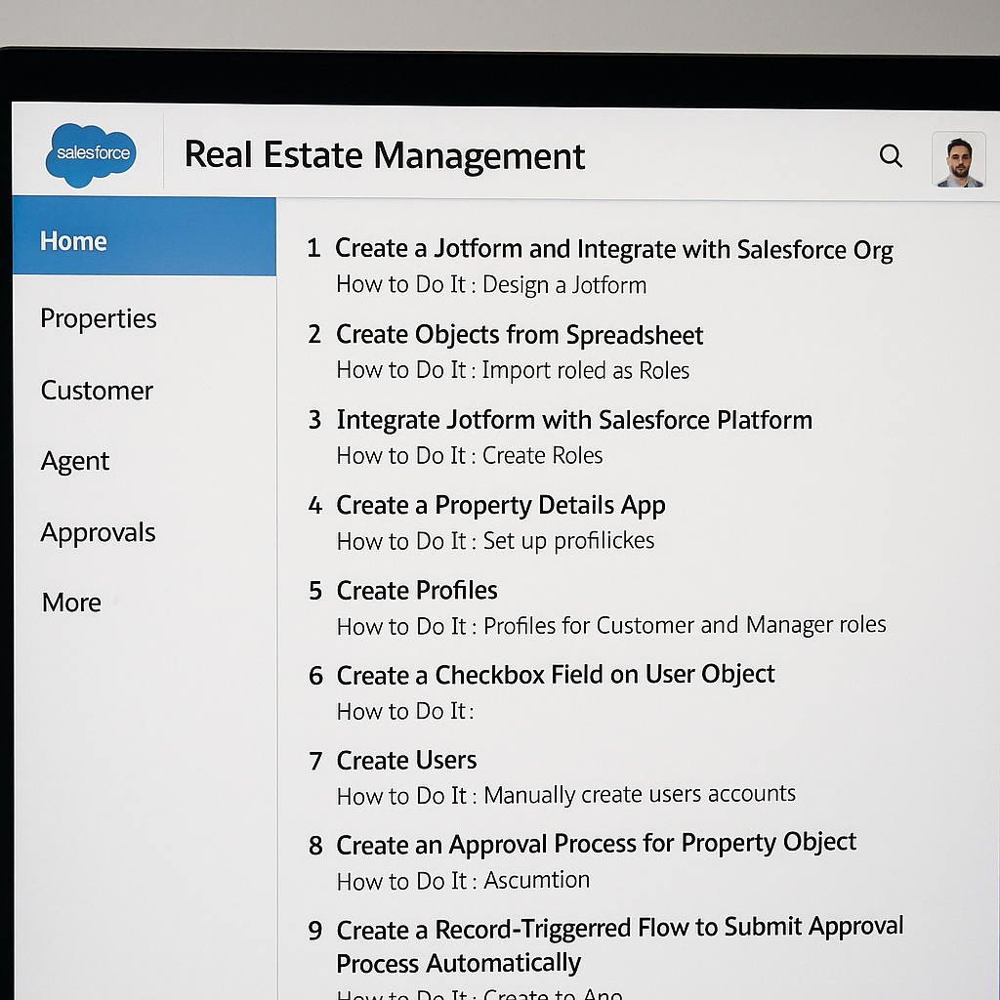 salesforce
Real Estate Management
Home
Properties
Customer
Agent
Approvals
More
1 Create a Jotform and Integrate with Salesforce Org
How to Do It : Design a Jotform
2 Create Objects from Spreadsheet
How to Do It : Import roled as Roles
3 Integrate Jotform with Salesforce Platform
How to Do It : Create Roles
4 Create a Property Details App
How to Do It : Set up profilickes
5 Create Profiles
How to Do It : Profiles for Customer and Manager roles
6 Create a Checkbox Field on User Object
How to Do It :
7 Create Users
How to Do It : Manually create users accounts
8 Create an Approval Process for Property Object
How to Do It : Ascumtion
9 Create a Record-Triggerred Flow to Submit Approval
Process Automatically
How to Do It : Create to Ano